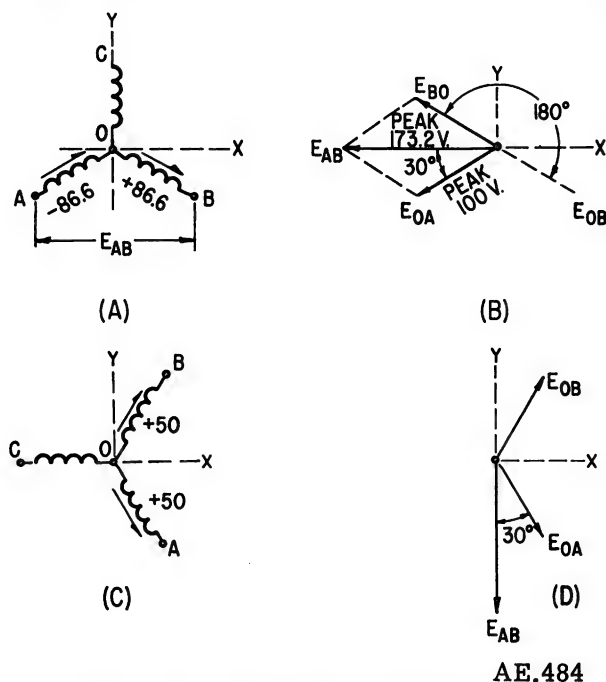 Y
C
O
X
A
-86.6
+86.6
B
E_AB
(A)
Y
E_BO
180°
PEAK
173.2 V.
E_AB
30°
X
PEAK
100 V.
E_OA
E_OB
(B)
Y
B
+50
C
O
X
+50
A
(C)
Y
E_OB
X
30°
E_OA
(D)
E_AB
AE.484